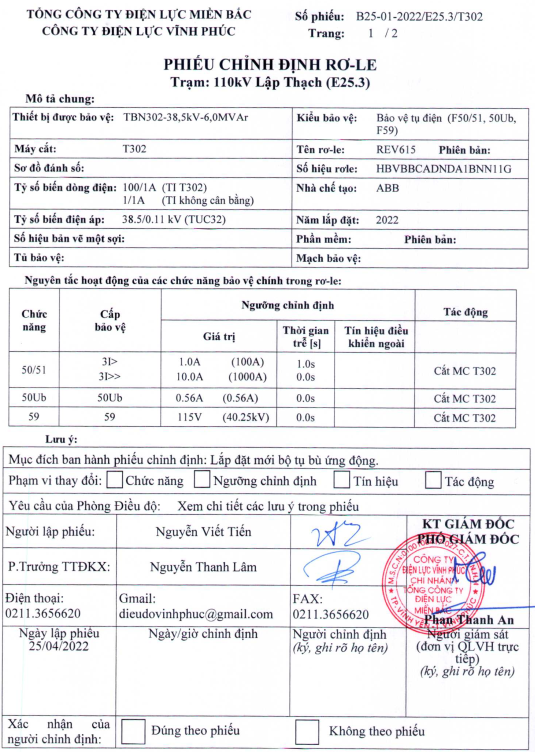 TỔNG CÔNG TY ĐIỆN LỰC MIỀN BẮC
CÔNG TY ĐIỆN LỰC VĨNH PHÚC
Số phiếu: B25-01-2022/E25.3/T302
Trang: 1 / 2
PHIẾU CHỈNH ĐỊNH RƠ-LE
Trạm: 110kV Lập Thạch (E25.3)
Mô tả chung:
Thiết bị được bảo vệ: TBN302-38,5kV-6,0MVAr
Kiểu bảo vệ: Bảo vệ tụ điện (F50/51, 50Ub, F59)
Máy cắt: T302
Tên rơ-le: REV615 Phiên bản:
Sơ đồ đánh số:
Số hiệu rơle: HBVBBCADNDA1BNN11G
Tỷ số biến dòng điện: 100/1A (TI T302)
1/1A (TI không cân bằng)
Nhà chế tạo: ABB
Tỷ số biến điện áp: 38.5/0.11 kV (TUC32)
Năm lắp đặt: 2022
Số hiệu bản vẽ một sợi:
Phần mềm: Phiên bản:
Tủ bảo vệ:
Mạch bảo vệ:
Nguyên tắc hoạt động của các chức năng bảo vệ chính trong rơ-le:
Chức năng
Cấp bảo vệ
Ngưỡng chỉnh định
Tác động
Giá trị
Thời gian trễ [s]
Tín hiệu điều khiển ngoài
50/51
3I> 1.0A (100A) 1.0s
3I>> 10.0A (1000A) 0.0s
Cắt MC T302
50Ub 50Ub 0.56A (0.56A) 0.0s Cắt MC T302
59 59 115V (40.25kV) 0.0s Cắt MC T302
Lưu ý:
Mục đích ban hành phiếu chỉnh định: Lắp đặt mới bộ tụ bù ứng động.
Phạm vi thay đổi: Chức năng Ngưỡng chỉnh định Tín hiệu Tác động
Yêu cầu của Phòng Điều độ: Xem chi tiết các lưu ý trong phiếu
Người lập phiếu: Nguyễn Viết Tiến
KT GIÁM ĐỐC
PHÓ GIÁM ĐỐC
P.Trưởng TTĐKX: Nguyễn Thanh Lâm
CÔNG TY
ĐIỆN LỰC VĨNH PHÚC
CHI NHÁNH
TỔNG CÔNG TY
ĐIỆN LỰC
MIỀN BẮC
Phan Thanh An
Điện thoại:
0211.3656620
Gmail:
dieudovinhphuc@gmail.com
FAX:
0211.3656620
Ngày lập phiếu
25/04/2022
Ngày/giờ chỉnh định
Người chỉnh định
(ký, ghi rõ họ tên)
Người giám sát
(đơn vị QLVH trực
tiếp)
(ký, ghi rõ họ tên)
Xác nhận của
người chỉnh định:
Đúng theo phiếu
Không theo phiếu